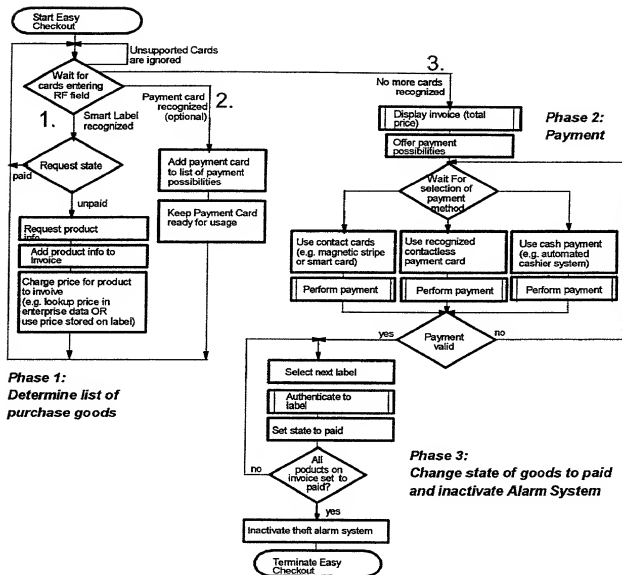 Start Easy
Checkout
Unsupported Cards
are ignored
Wait for
cards entering
RF field
3.
No more cards
recognized
Payment card
recognized
(optional)
2.
1.
Smart Label
recognized
Display invoice (total
price)
Offer payment
possibilities
Phase 2:
Payment
Request state
paid
unpaid
Add payment card
to list of payment
possibilities
Keep Payment Card
ready for usage
Wait For
selection of
payment
method
Request product
info
Add product info to
Invoice
Charge price for product
to invoive
(e.g. lookup price in
enterprise data OR
use price stored on label)
Use contact cards
(e.g. magnetic stripe
or smart card)
Use recognized
contactless
payment card
Use cash payment
(e.g. automated
cashier system)
Perform payment
Perform payment
Perform payment
yes
Payment
valid
no
Phase 1:
Determine list of
purchase goods
Select next label
Authenticate to
label
Set state to paid
All
poducts on
invoice set to
paid?
no
yes
Phase 3:
Change state of goods to paid
and inactivate Alarm System
Inactivate theft alarm system
Terminate Easy
Checkout